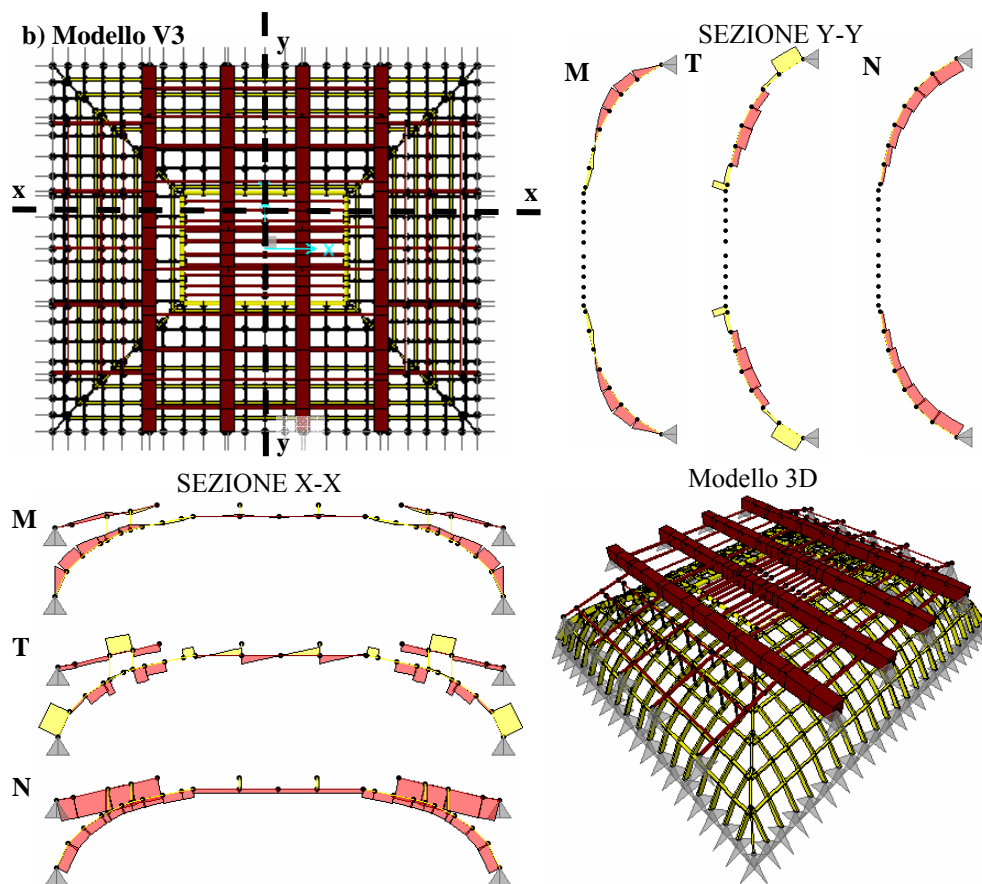 b) Modello V3
y
x
x
X
y
SEZIONE Y-Y
M
T
N
SEZIONE X-X
M
T
N
Modello 3D